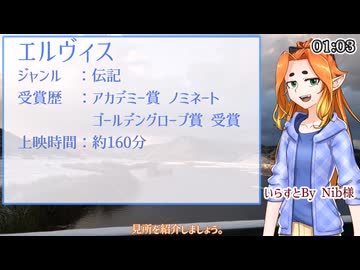 01:03
エルヴィス
ジャンル　：伝記
受賞歴　：アカデミー賞 ノミネート
ゴールデングローブ賞 受賞
上映時間：約160分
いらすとBy Nib様
見所を紹介しましょう。